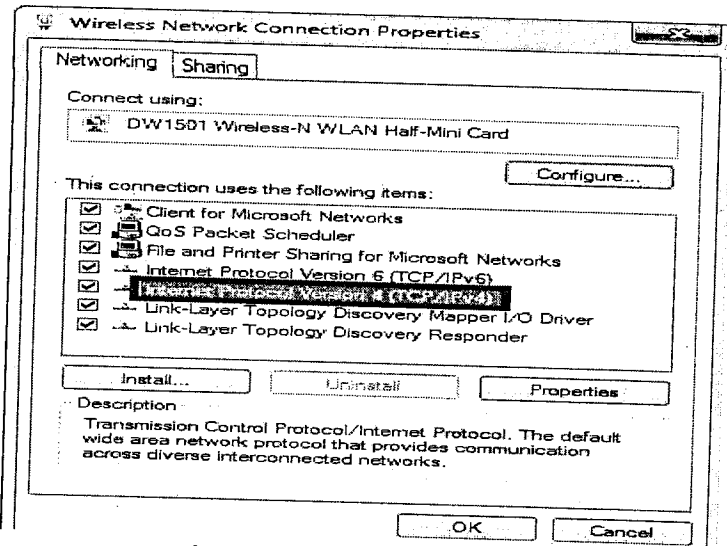 Wireless Network Connection Properties
Networking
Sharing
Connect using:
DW1501 Wireless-N WLAN Half-Mini Card
Configure...
This connection uses the following items:
Client for Microsoft Networks
QoS Packet Scheduler
File and Printer Sharing for Microsoft Networks
Internet Protocol Version 6 (TCP/IPv6)
Internet Protocol Version 4 (TCP/IPv4)
Link-Layer Topology Discovery Mapper I/O Driver
Link-Layer Topology Discovery Responder
Install...
Uninstall
Properties
Description
Transmission Control Protocol/Internet Protocol. The default
wide area network protocol that provides communication
across diverse interconnected networks.
OK
Cancel